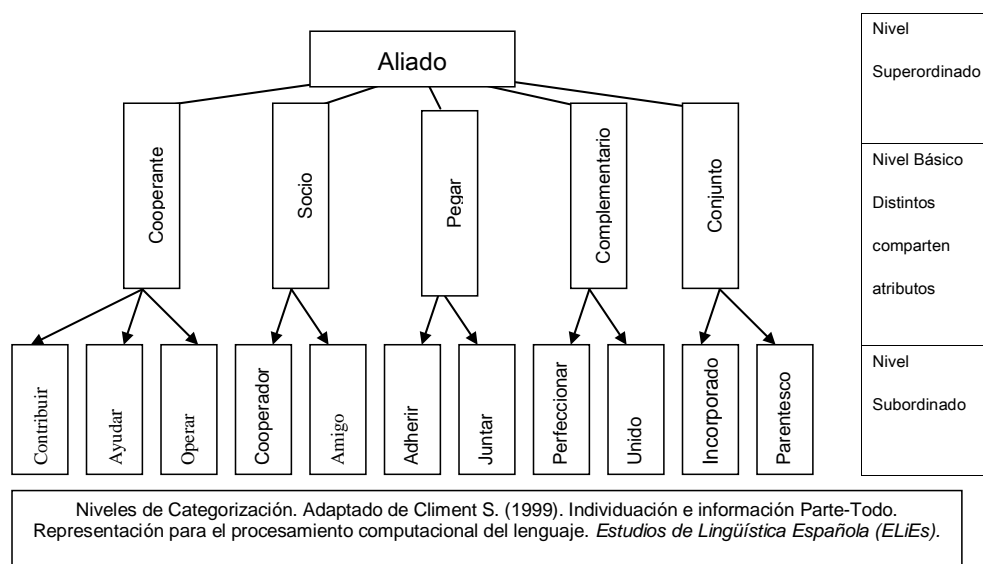 Aliado
Nivel
Superordinado
Cooperante
Socio
Pegar
Complementario
Conjunto
Nivel Básico
Distintos
comparten
atributos
Contribuir
Ayudar
Operar
Cooperador
Amigo
Adherir
Juntar
Perfeccionar
Unido
Incorporado
Parentesco
Nivel
Subordinado
Niveles de Categorización. Adaptado de Climent S. (1999). Individuación e información Parte-Todo.
Representación para el procesamiento computacional del lenguaje. Estudios de Lingüística Española (ELiEs).